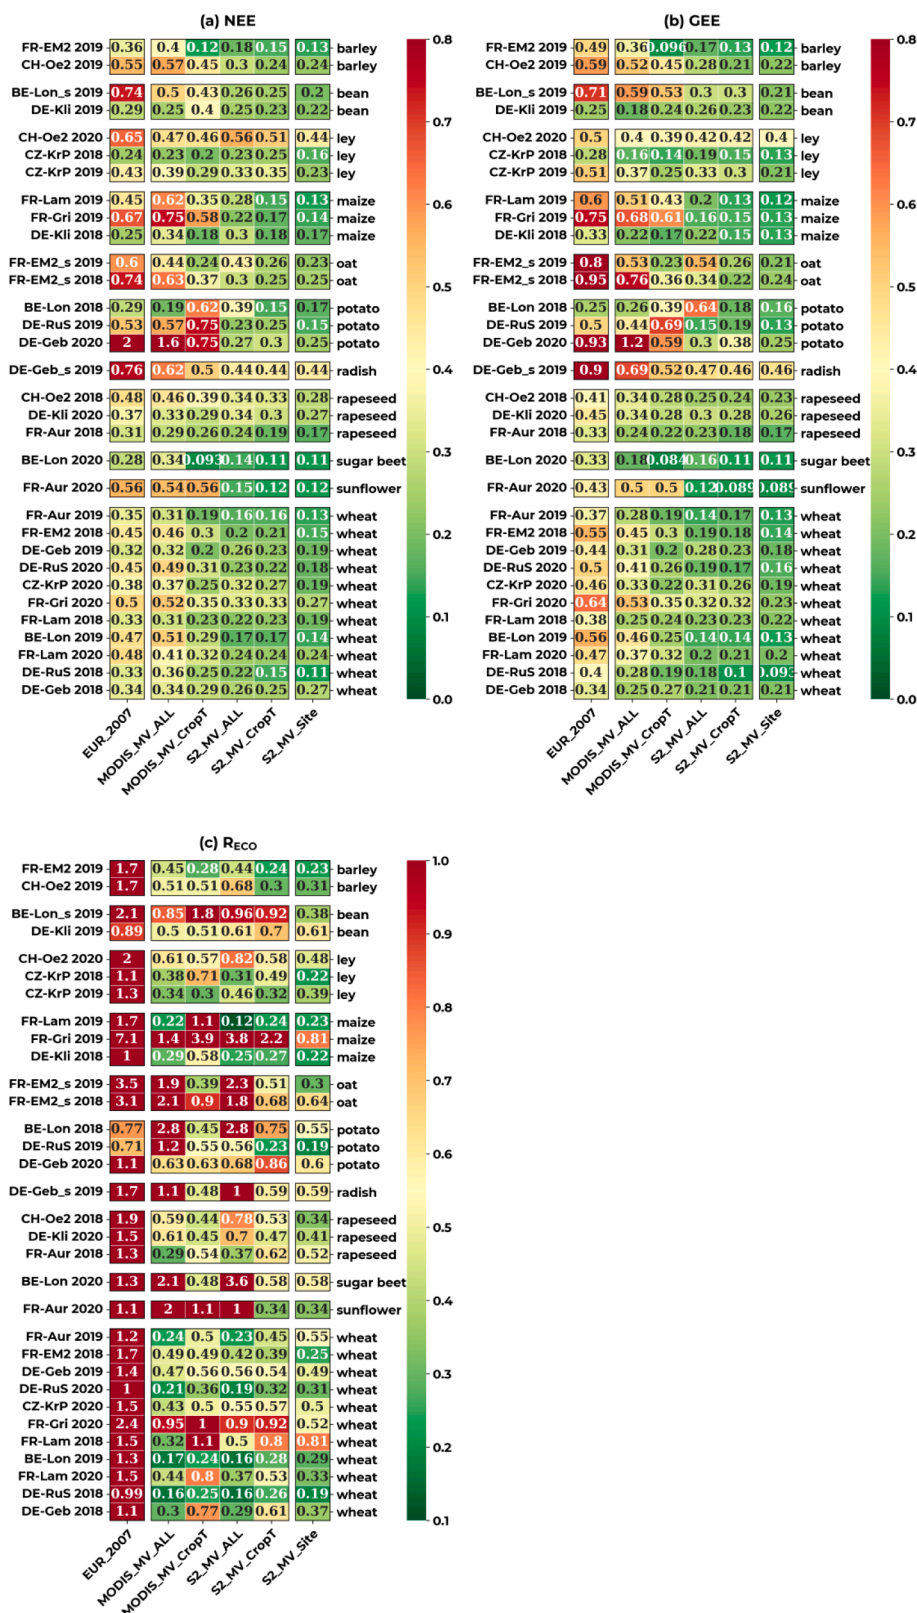 (a) NEE
FR-EM2 2019 0.36 0.4 0.12 0.18 0.15 0.13 barley
CH-Oe2 2019 0.55 0.57 0.45 0.3 0.24 0.24 barley
BE-Lon_s 2019 0.74 0.5 0.43 0.26 0.25 0.2 bean
DE-Kli 2019 0.29 0.25 0.4 0.25 0.23 0.22 bean
CH-Oe2 2020 0.65 0.47 0.46 0.56 0.51 0.44 ley
CZ-KrP 2018 0.24 0.23 0.2 0.23 0.25 0.16 ley
CZ-KrP 2019 0.43 0.39 0.29 0.33 0.35 0.23 ley
FR-Lam 2019 0.45 0.62 0.35 0.28 0.15 0.13 maize
FR-Gri 2019 0.67 0.75 0.58 0.22 0.17 0.14 maize
DE-Kli 2018 0.25 0.34 0.18 0.3 0.18 0.17 maize
FR-EM2_s 2019 0.6 0.44 0.24 0.43 0.26 0.23 oat
FR-EM2_s 2018 0.74 0.63 0.37 0.3 0.25 0.25 oat
BE-Lon 2018 0.29 0.19 0.62 0.39 0.15 0.17 potato
DE-RuS 2019 0.53 0.57 0.75 0.23 0.25 0.15 potato
DE-Geb 2020 2 1.6 0.75 0.27 0.3 0.25 potato
DE-Geb_s 2019 0.76 0.62 0.5 0.44 0.44 0.44 radish
CH-Oe2 2018 0.48 0.46 0.39 0.34 0.33 0.28 rapeseed
DE-Kli 2020 0.37 0.33 0.29 0.34 0.3 0.27 rapeseed
FR-Aur 2018 0.31 0.29 0.26 0.24 0.19 0.17 rapeseed
BE-Lon 2020 0.28 0.34 0.093 0.14 0.11 0.11 sugar beet
FR-Aur 2020 0.56 0.54 0.56 0.15 0.12 0.12 sunflower
FR-Aur 2019 0.35 0.31 0.19 0.16 0.16 0.13 wheat
FR-EM2 2018 0.45 0.46 0.3 0.2 0.21 0.15 wheat
DE-Geb 2019 0.32 0.32 0.2 0.26 0.23 0.19 wheat
DE-RuS 2020 0.45 0.49 0.31 0.23 0.22 0.18 wheat
CZ-KrP 2020 0.38 0.37 0.25 0.32 0.27 0.19 wheat
FR-Gri 2020 0.5 0.52 0.35 0.33 0.33 0.27 wheat
FR-Lam 2018 0.33 0.31 0.23 0.22 0.23 0.19 wheat
BE-Lon 2019 0.47 0.51 0.29 0.17 0.17 0.14 wheat
FR-Lam 2020 0.48 0.41 0.32 0.24 0.24 0.24 wheat
DE-RuS 2018 0.33 0.36 0.25 0.22 0.15 0.11 wheat
DE-Geb 2018 0.34 0.34 0.29 0.26 0.25 0.27 wheat
EUR_2007 MODIS_MV_ALL MODIS_MV_CropT S2_MV_ALL S2_MV_CropT S2_MV_Site
0.8
0.7
0.6
0.5
0.4
0.3
0.2
0.1
0.0
(b) GEE
FR-EM2 2019 0.49 0.36 0.096 0.17 0.13 0.12 barley
CH-Oe2 2019 0.59 0.52 0.45 0.28 0.21 0.22 barley
BE-Lon_s 2019 0.71 0.59 0.53 0.3 0.3 0.21 bean
DE-Kli 2019 0.25 0.18 0.24 0.26 0.23 0.22 bean
CH-Oe2 2020 0.5 0.4 0.39 0.42 0.42 0.4 ley
CZ-KrP 2018 0.28 0.16 0.14 0.19 0.15 0.13 ley
CZ-KrP 2019 0.51 0.37 0.25 0.33 0.3 0.21 ley
FR-Lam 2019 0.6 0.51 0.43 0.2 0.13 0.12 maize
FR-Gri 2019 0.75 0.68 0.61 0.16 0.15 0.13 maize
DE-Kli 2018 0.33 0.22 0.17 0.22 0.15 0.13 maize
FR-EM2_s 2019 0.8 0.53 0.23 0.54 0.26 0.21 oat
FR-EM2_s 2018 0.95 0.76 0.36 0.34 0.22 0.24 oat
BE-Lon 2018 0.25 0.26 0.39 0.64 0.18 0.16 potato
DE-RuS 2019 0.5 0.44 0.69 0.15 0.19 0.13 potato
DE-Geb 2020 0.93 1.2 0.59 0.3 0.38 0.25 potato
DE-Geb_s 2019 0.9 0.69 0.52 0.47 0.46 0.46 radish
CH-Oe2 2018 0.41 0.34 0.28 0.25 0.24 0.23 rapeseed
DE-Kli 2020 0.45 0.34 0.28 0.3 0.28 0.26 rapeseed
FR-Aur 2018 0.33 0.24 0.22 0.23 0.18 0.17 rapeseed
BE-Lon 2020 0.33 0.18 0.084 0.16 0.11 0.11 sugar beet
FR-Aur 2020 0.43 0.5 0.5 0.12 0.089 0.089 sunflower
FR-Aur 2019 0.37 0.28 0.19 0.14 0.17 0.13 wheat
FR-EM2 2018 0.55 0.45 0.3 0.19 0.18 0.14 wheat
DE-Geb 2019 0.44 0.31 0.2 0.28 0.23 0.18 wheat
DE-RuS 2020 0.5 0.41 0.26 0.19 0.17 0.16 wheat
CZ-KrP 2020 0.46 0.33 0.22 0.31 0.26 0.19 wheat
FR-Gri 2020 0.64 0.53 0.35 0.32 0.32 0.23 wheat
FR-Lam 2018 0.38 0.25 0.24 0.23 0.23 0.22 wheat
BE-Lon 2019 0.56 0.46 0.25 0.14 0.14 0.13 wheat
FR-Lam 2020 0.47 0.37 0.32 0.2 0.21 0.2 wheat
DE-RuS 2018 0.4 0.28 0.19 0.18 0.1 0.093 wheat
DE-Geb 2018 0.34 0.25 0.27 0.21 0.21 0.21 wheat
EUR_2007 MODIS_MV_ALL MODIS_MV_CropT S2_MV_ALL S2_MV_CropT S2_MV_Site
0.8
0.7
0.6
0.5
0.4
0.3
0.2
0.1
0.0
(c) RECO
FR-EM2 2019 1.7 0.45 0.28 0.44 0.24 0.23 barley
CH-Oe2 2019 1.7 0.51 0.51 0.68 0.3 0.31 barley
BE-Lon_s 2019 2.1 0.85 1.8 0.96 0.92 0.38 bean
DE-Kli 2019 0.89 0.5 0.51 0.61 0.7 0.61 bean
CH-Oe2 2020 2 0.61 0.57 0.82 0.58 0.48 ley
CZ-KrP 2018 1.1 0.38 0.71 0.31 0.49 0.22 ley
CZ-KrP 2019 1.3 0.34 0.3 0.46 0.32 0.39 ley
FR-Lam 2019 1.7 0.22 1.1 0.12 0.24 0.23 maize
FR-Gri 2019 7.1 1.4 3.9 3.8 2.2 0.81 maize
DE-Kli 2018 1 0.29 0.58 0.25 0.27 0.22 maize
FR-EM2_s 2019 3.5 1.9 0.39 2.3 0.51 0.3 oat
FR-EM2_s 2018 3.1 2.1 0.9 1.8 0.68 0.64 oat
BE-Lon 2018 0.77 2.8 0.45 2.8 0.75 0.55 potato
DE-RuS 2019 0.71 1.2 0.55 0.56 0.23 0.19 potato
DE-Geb 2020 1.1 0.63 0.63 0.68 0.86 0.6 potato
DE-Geb_s 2019 1.7 1.1 0.48 1 0.59 0.59 radish
CH-Oe2 2018 1.9 0.59 0.44 0.78 0.53 0.34 rapeseed
DE-Kli 2020 1.5 0.61 0.45 0.7 0.47 0.41 rapeseed
FR-Aur 2018 1.3 0.29 0.54 0.37 0.62 0.52 rapeseed
BE-Lon 2020 1.3 2.1 0.48 3.6 0.58 0.58 sugar beet
FR-Aur 2020 1.1 2 1.1 1 0.34 0.34 sunflower
FR-Aur 2019 1.2 0.24 0.5 0.23 0.45 0.55 wheat
FR-EM2 2018 1.7 0.49 0.49 0.42 0.39 0.25 wheat
DE-Geb 2019 1.4 0.47 0.56 0.56 0.54 0.49 wheat
DE-RuS 2020 1 0.21 0.36 0.19 0.32 0.31 wheat
CZ-KrP 2020 1.5 0.43 0.5 0.55 0.57 0.5 wheat
FR-Gri 2020 2.4 0.95 1 0.9 0.92 0.52 wheat
FR-Lam 2018 1.5 0.32 1.1 0.5 0.8 0.81 wheat
BE-Lon 2019 1.3 0.17 0.24 0.16 0.28 0.29 wheat
FR-Lam 2020 1.5 0.44 0.8 0.37 0.53 0.33 wheat
DE-RuS 2018 0.99 0.16 0.25 0.16 0.26 0.19 wheat
DE-Geb 2018 1.1 0.3 0.77 0.29 0.61 0.37 wheat
EUR_2007 MODIS_MV_ALL MODIS_MV_CropT S2_MV_ALL S2_MV_CropT S2_MV_Site
1.0
0.9
0.8
0.7
0.6
0.5
0.4
0.3
0.2
0.1